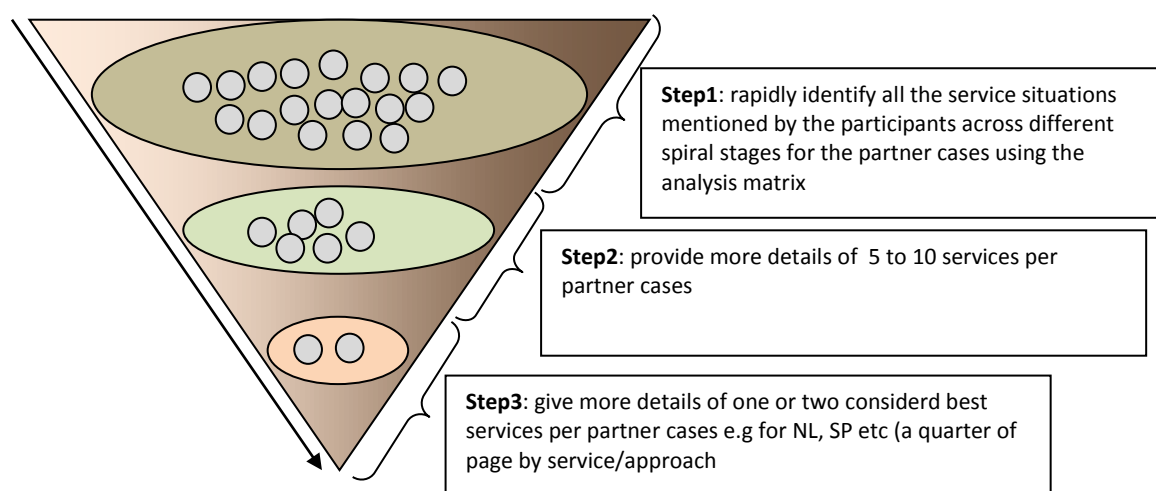 Step1: rapidly identify all the service situations
mentioned by the participants across different
spiral stages for the partner cases using the
analysis matrix
Step2: provide more details of  5 to 10 services per
partner cases
Step3: give more details of one or two considerd best
services per partner cases e.g for NL, SP etc (a quarter of
page by service/approach